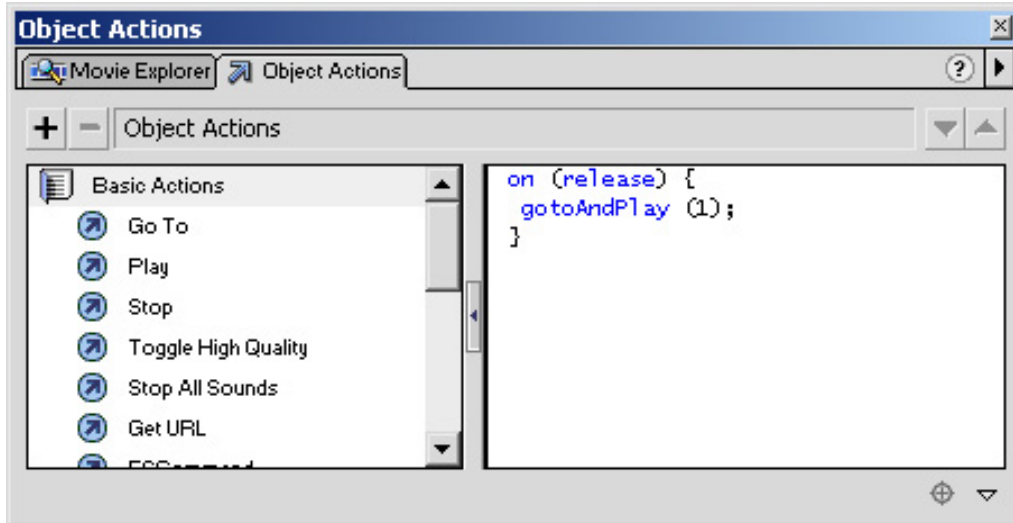 Object Actions
Movie Explorer Object Actions ?
Object Actions
Basic Actions
Go To
Play
Stop
Toggle High Quality
Stop All Sounds
Get URL
on (release) {
gotoAndPlay (1);
}